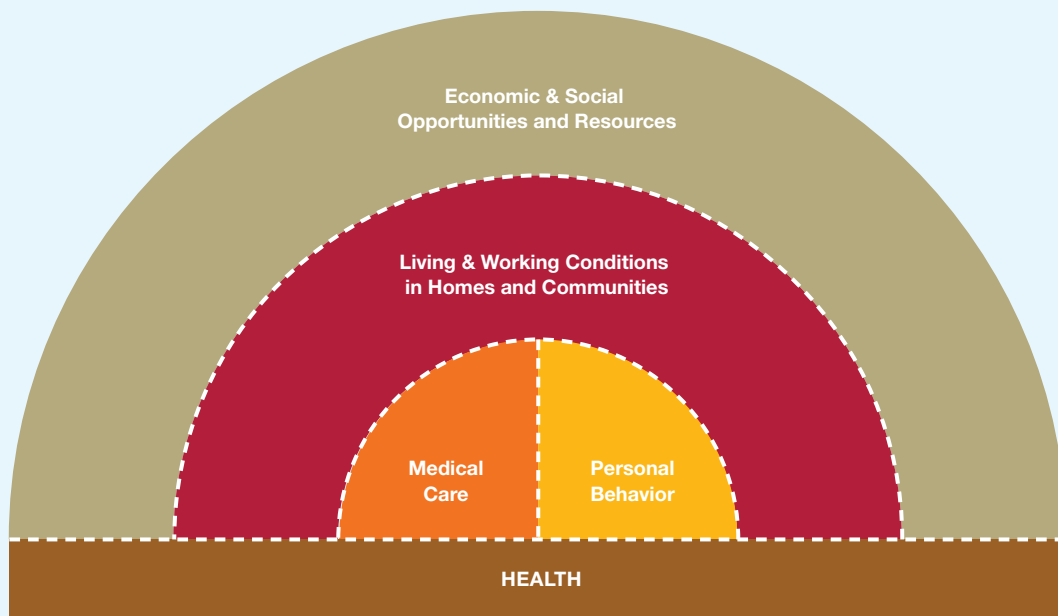 Economic & Social
Opportunities and Resources
Living & Working Conditions
in Homes and Communities
Medical
Care
Personal
Behavior
HEALTH